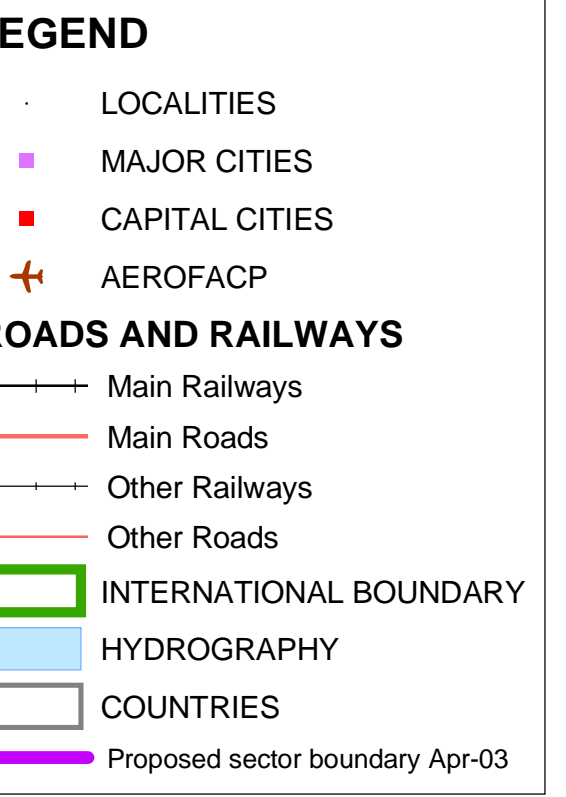 EGEND
LOCALITIES
MAJOR CITIES
CAPITAL CITIES
AEROFACP
ROADS AND RAILWAYS
Main Railways
Main Roads
Other Railways
Other Roads
INTERNATIONAL BOUNDARY
HYDROGRAPHY
COUNTRIES
Proposed sector boundary Apr-03